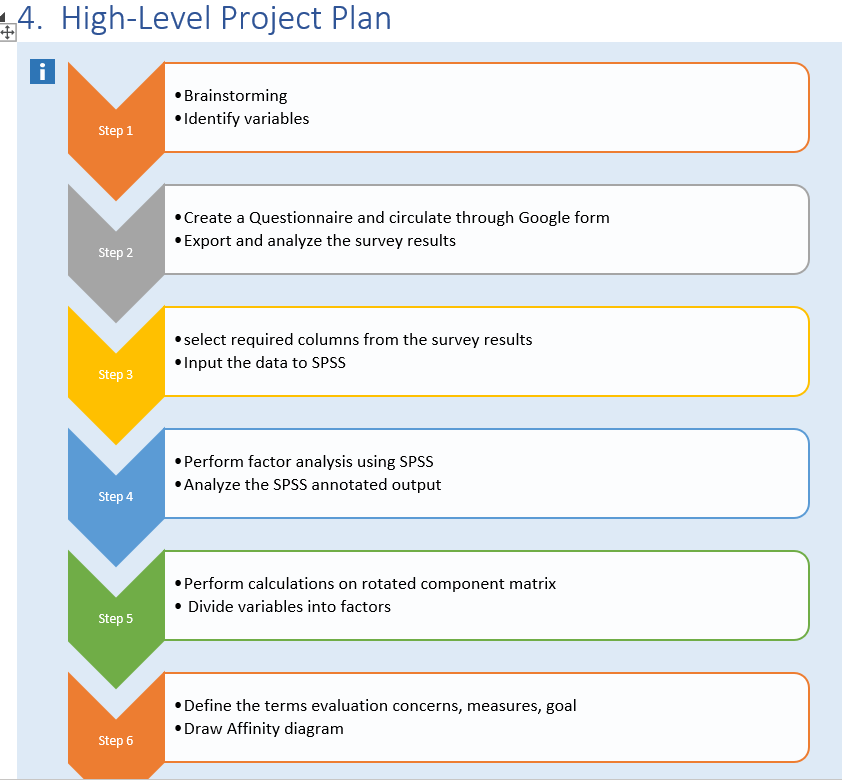 4. High-Level Project Plan
i
Step 1
• Brainstorming
• Identify variables
Step 2
• Create a Questionnaire and circulate through Google form
• Export and analyze the survey results
Step 3
• select required columns from the survey results
• Input the data to SPSS
Step 4
• Perform factor analysis using SPSS
• Analyze the SPSS annotated output
Step 5
• Perform calculations on rotated component matrix
• Divide variables into factors
Step 6
• Define the terms evaluation concerns, measures, goal
• Draw Affinity diagram